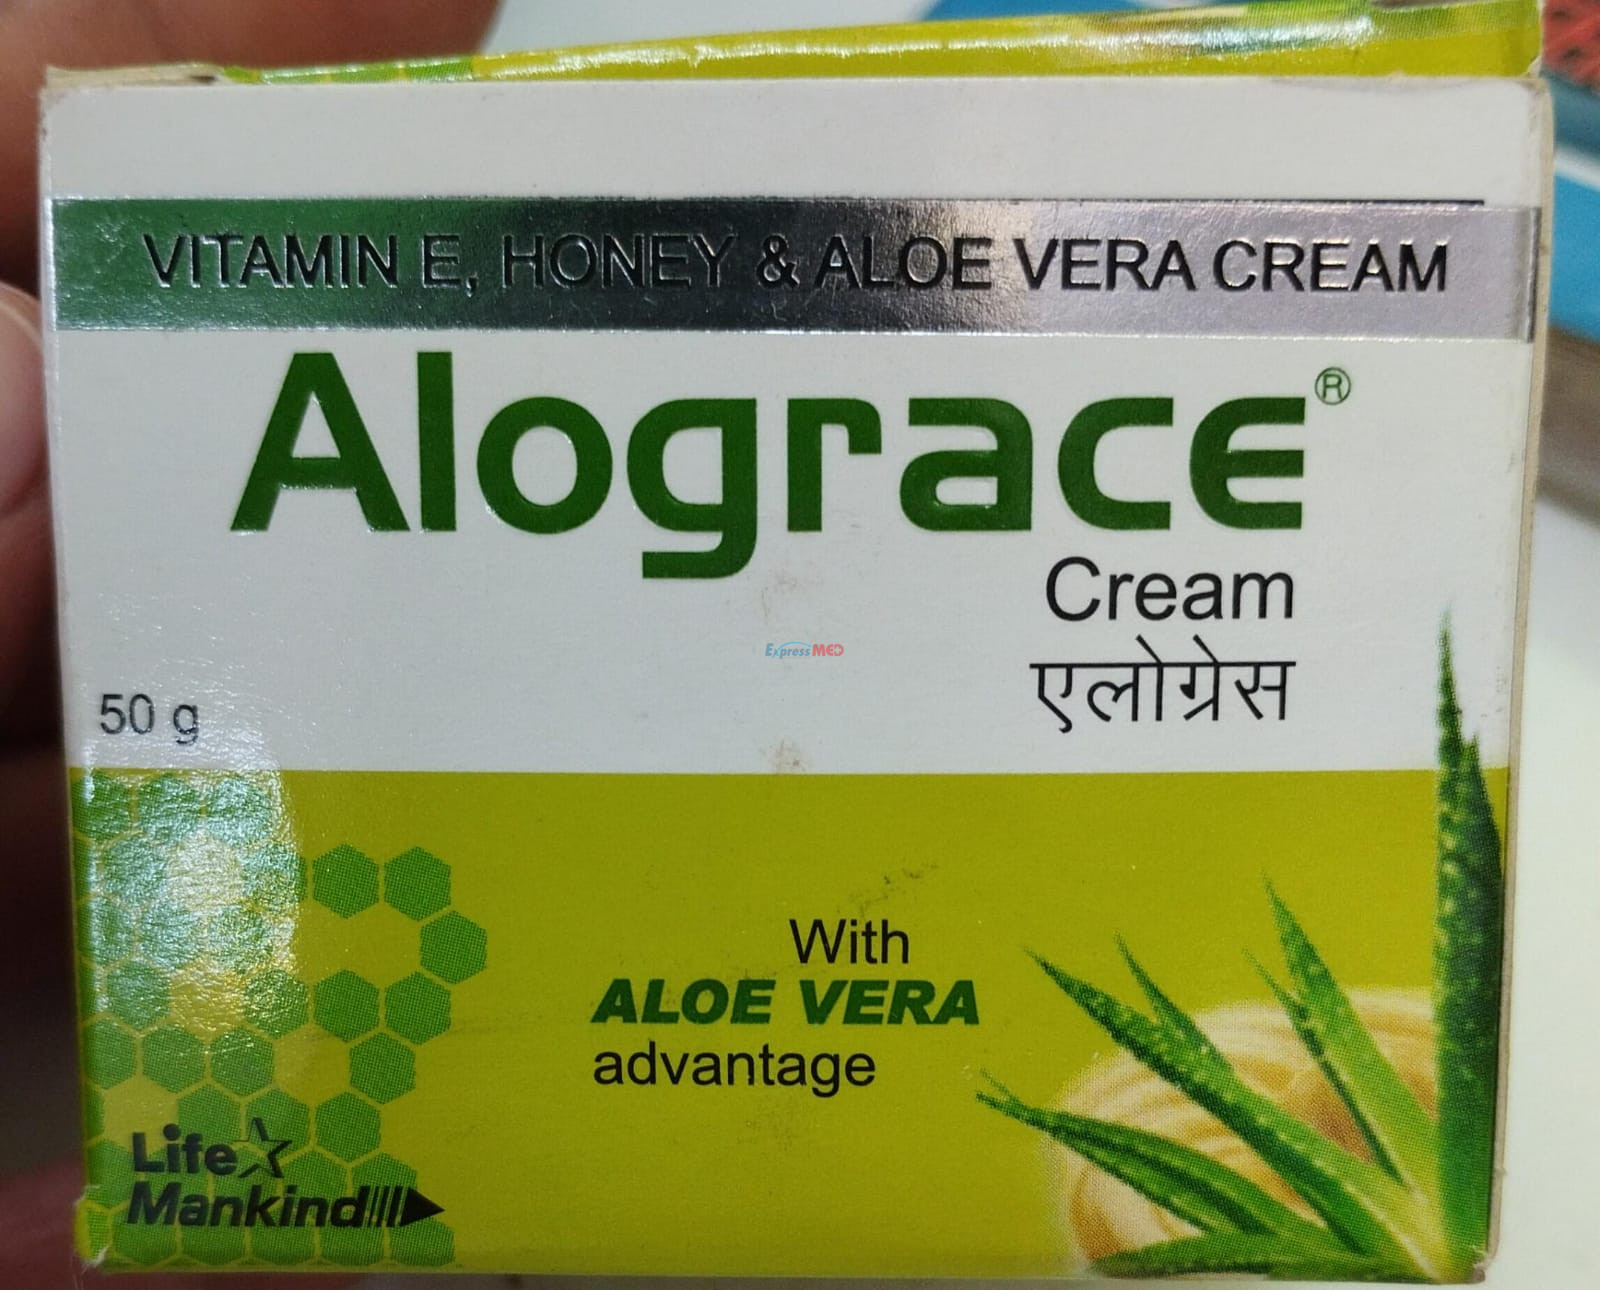 VITAMIN E, HONEY & ALOE VERA CREAM
Alograce®
Cream
एलोग्रेस
ExpressMED
50 g
With
ALOE VERA
advantage
Life
Mankind